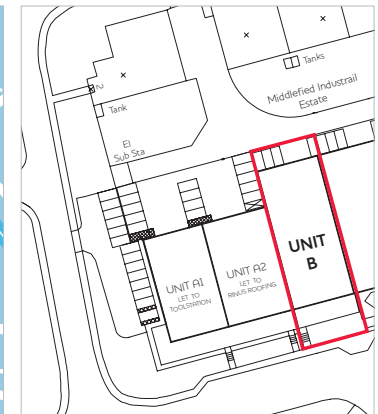 Tanks
Middlefied Industrail
Estate
2
Tank
El
Sub Sta
UNIT A1
LET TO
TOOLSTATION
UNIT A2
LET TO
RINUS ROOFING
UNIT
B